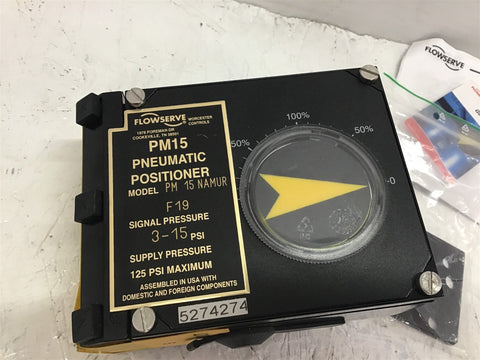 FLOWSERVE
WORCESTER
CONTROLS
1978 FOREMAN DR
COOKEVILLE, TN 38501
PM15
PNEUMATIC
POSITIONER
MODEL PM 15 NAMUR
F19
SIGNAL PRESSURE
3-15 PSI
SUPPLY PRESSURE
125 PSI MAXIMUM
ASSEMBLED IN USA WITH
DOMESTIC AND FOREIGN COMPONENTS
5274274
50%
100%
50%
0
FLOWSERVE